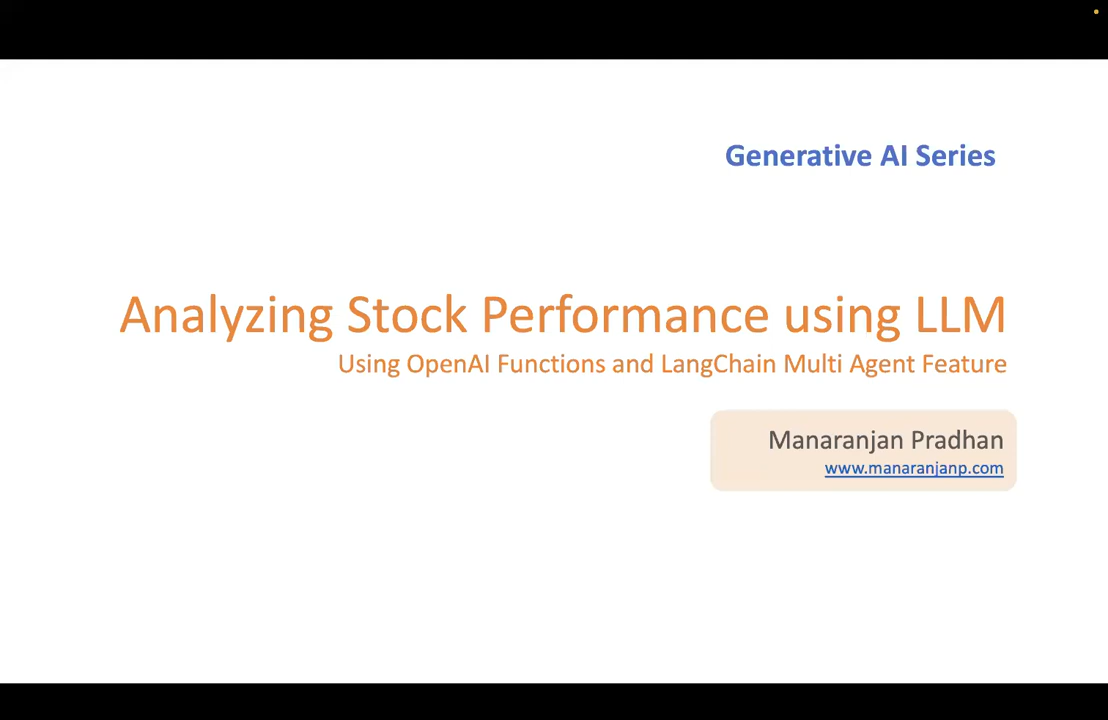 Generative AI Series
Analyzing Stock Performance using LLM
Using OpenAI Functions and LangChain Multi Agent Feature
Manaranjan Pradhan
www.manaranjanp.com